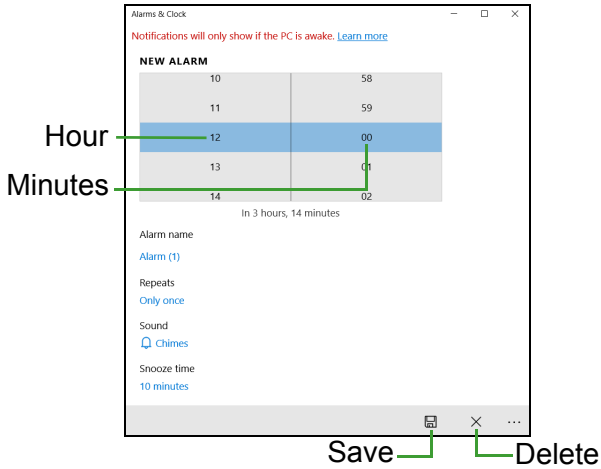 Alarms & Clock
Notifications will only show if the PC is awake. Learn more
NEW ALARM
10 58
11 59
Hour 12 00
13 01
Minutes
14 02
In 3 hours, 14 minutes
Alarm name
Alarm (1)
Repeats
Only once
Sound
Chimes
Snooze time
10 minutes
...
Save Delete